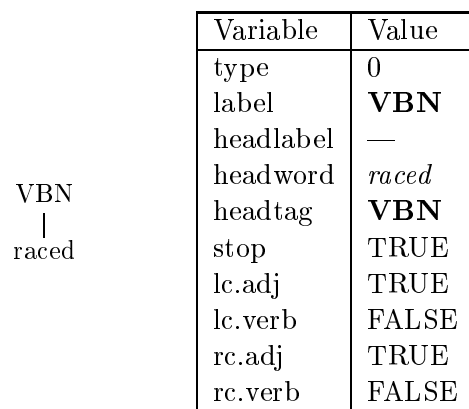 VBN
raced
Variable Value
type 0
label VBN
headlabel —
headword raced
headtag VBN
stop TRUE
lc.adj TRUE
lc.verb FALSE
rc.adj TRUE
rc.verb FALSE